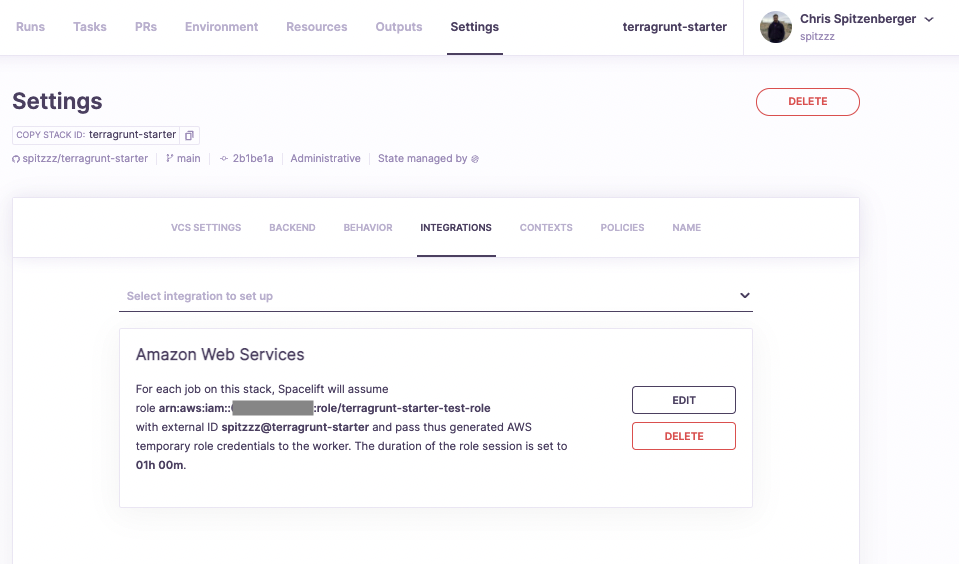 Runs Tasks PRs Environment Resources Outputs Settings terragrunt-starter Chris Spitzenberger
spitzzz
Settings
DELETE
COPY STACK ID: terragrunt-starter
spitzzz/terragrunt-starter main 2b1be1a Administrative State managed by
VCS SETTINGS BACKEND BEHAVIOR INTEGRATIONS CONTEXTS POLICIES NAME
Select integration to set up
Amazon Web Services
For each job on this stack, Spacelift will assume
role arn:aws:iam:: :role/terragrunt-starter-test-role
with external ID spitzzz@terragrunt-starter and pass thus generated AWS
temporary role credentials to the worker. The duration of the role session is set to
01h 00m.
EDIT
DELETE